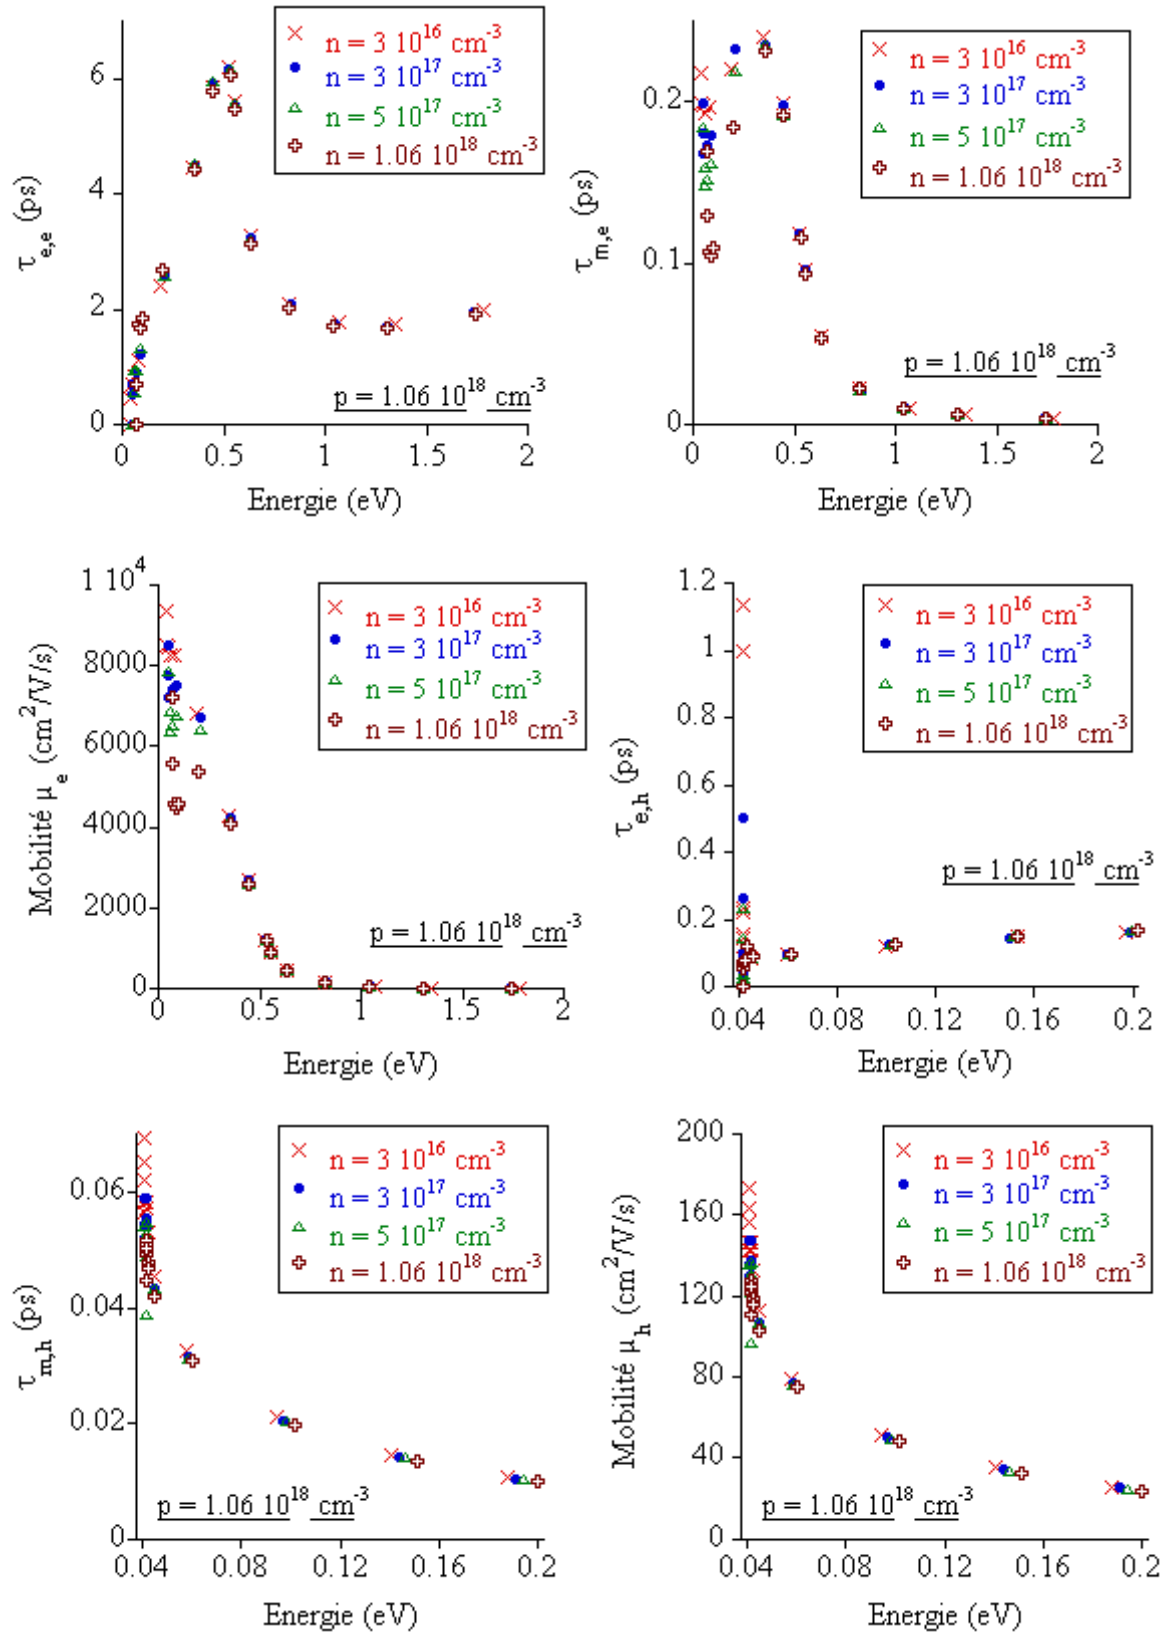 τe,e (ps)
6
4
2
0
n = 3 10^16 cm^-3
n = 3 10^17 cm^-3
n = 5 10^17 cm^-3
n = 1.06 10^18 cm^-3
p = 1.06 10^18 cm^-3
0 0.5 1 1.5 2
Energie (eV)
τm,e (ps)
0.2
0.1
0
n = 3 10^16 cm^-3
n = 3 10^17 cm^-3
n = 5 10^17 cm^-3
n = 1.06 10^18 cm^-3
p = 1.06 10^18 cm^-3
0 0.5 1 1.5 2
Energie (eV)
Mobilité μe (cm^2/V/s)
1 10^4
8000
6000
4000
2000
0
n = 3 10^16 cm^-3
n = 3 10^17 cm^-3
n = 5 10^17 cm^-3
n = 1.06 10^18 cm^-3
p = 1.06 10^18 cm^-3
0 0.5 1 1.5 2
Energie (eV)
τe,h (ps)
1.2
1
0.8
0.6
0.4
0.2
0
n = 3 10^16 cm^-3
n = 3 10^17 cm^-3
n = 5 10^17 cm^-3
n = 1.06 10^18 cm^-3
p = 1.06 10^18 cm^-3
0.04 0.08 0.12 0.16 0.2
Energie (eV)
τm,h (ps)
0.06
0.04
0.02
0
n = 3 10^16 cm^-3
n = 3 10^17 cm^-3
n = 5 10^17 cm^-3
n = 1.06 10^18 cm^-3
p = 1.06 10^18 cm^-3
0.04 0.08 0.12 0.16 0.2
Energie (eV)
Mobilité μh (cm^2/V/s)
200
160
120
80
40
0
n = 3 10^16 cm^-3
n = 3 10^17 cm^-3
n = 5 10^17 cm^-3
n = 1.06 10^18 cm^-3
p = 1.06 10^18 cm^-3
0.04 0.08 0.12 0.16 0.2
Energie (eV)